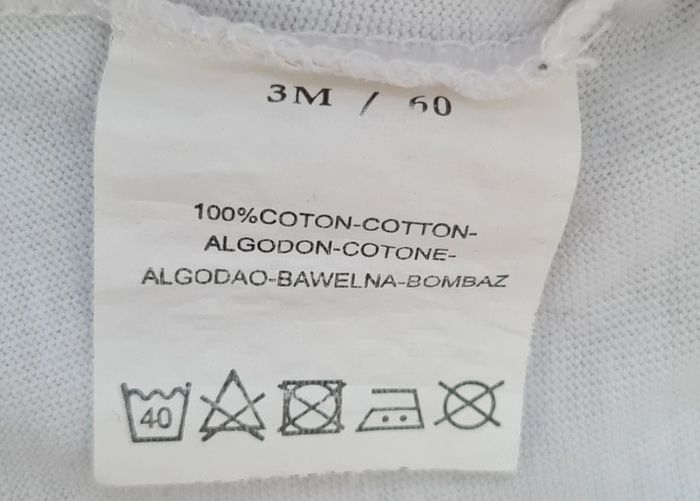 3M / 60
100%COTON-COTTON-
ALGODON-COTONE-
ALGODAO-BAWELNA-BOMBAZ
40